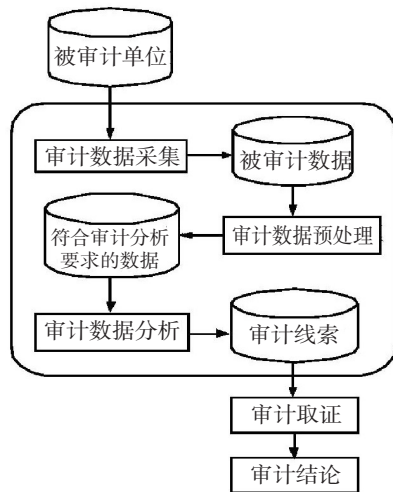 被审计单位
审计数据采集
被审计数据
审计数据预处理
符合审计分析
要求的数据
审计数据分析
审计线索
审计取证
审计结论